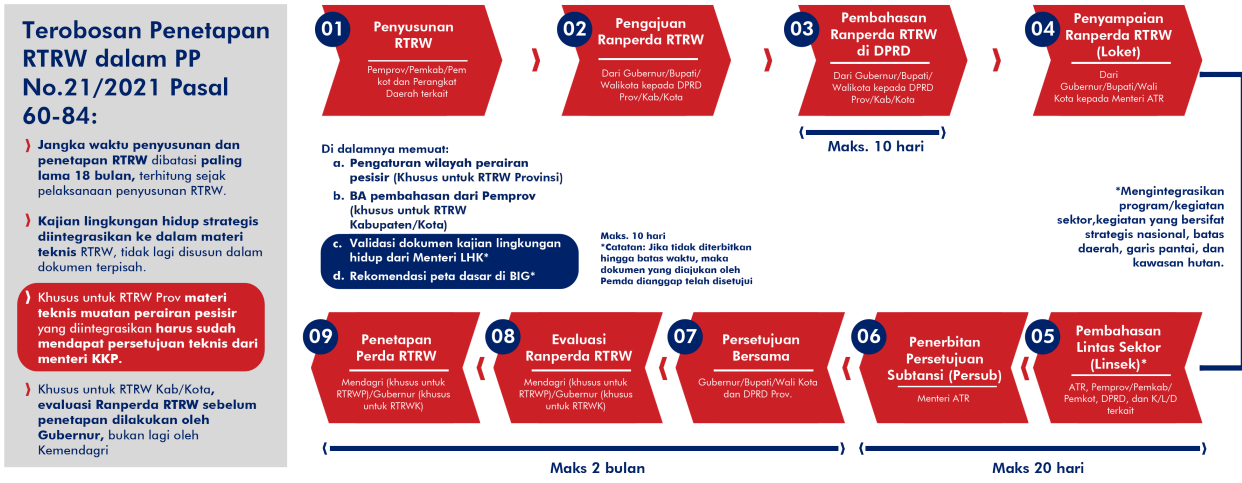 Terobosan Penetapan
RTRW dalam PP
No.21/2021 Pasal
60-84:
Jangka waktu penyusunan dan
penetapan RTRW dibatasi paling
lama 18 bulan, terhitung sejak
pelaksanaan penyusunan RTRW.
Kajian lingkungan hidup strategis
diintegrasikan ke dalam materi
teknis RTRW, tidak lagi disusun dalam
dokumen terpisah.
Khusus untuk RTRW Prov materi
teknis muatan perairan pesisir
yang diintegrasikan harus sudah
mendapat persetujuan teknis dari
menteri KKP.
Khusus untuk RTRW Kab/Kota,
evaluasi Ranperda RTRW sebelum
penetapan dilakukan oleh
Gubernur, bukan lagi oleh
Kemendagri
01
Penyusunan
RTRW
Pemprov/Pemkab/Pem
kot dan Perangkat
Daerah terkait
02
Pengajuan
Ranperda RTRW
Dari Gubernur/Bupati/
Walikota kepada DPRD
Prov/Kab/Kota
03
Pembahasan
Ranperda RTRW
di DPRD
Dari Gubernur/Bupati/
Walikota kepada DPRD
Prov/Kab/Kota
04
Penyampaian
Ranperda RTRW
(Loket)
Dari
Gubernur/Bupati/Wali
Kota kepada Menteri ATR
Maks. 10 hari
Di dalamnya memuat:
a. Pengaturan wilayah perairan
pesisir (Khusus untuk RTRW Provinsi)
b. BA pembahasan dari Pemprov
(khusus untuk RTRW
Kabupaten/Kota)
c. Validasi dokumen kajian lingkungan
hidup dari Menteri LHK*
d. Rekomendasi peta dasar di BIG*
Maks. 10 hari
*Catatan: Jika tidak diterbitkan
hingga batas waktu, maka
dokumen yang diajukan oleh
Pemda dianggap telah disetujui
*Mengintegrasikan
program/kegiatan
sektor,kegiatan yang bersifat
strategis nasional, batas
daerah, garis pantai, dan
kawasan hutan.
09
Penetapan
Perda RTRW
Mendagri (khusus untuk
RTRWP)/Gubernur (khusus
untuk RTRWK)
08
Evaluasi
Ranperda RTRW
Mendagri (khusus untuk
RTRWP)/Gubernur (khusus
untuk RTRWK)
07
Persetujuan
Bersama
Gubernur/Bupati/Wali Kota
dan DPRD Prov.
06
Penerbitan
Persetujuan
Subtansi (Persub)
Menteri ATR
05
Pembahasan
Lintas Sektor
(Linsek)*
ATR, Pemprov/Pemkab/
Pemkot, DPRD, dan K/L/D
terkait
Maks 2 bulan
Maks 20 hari